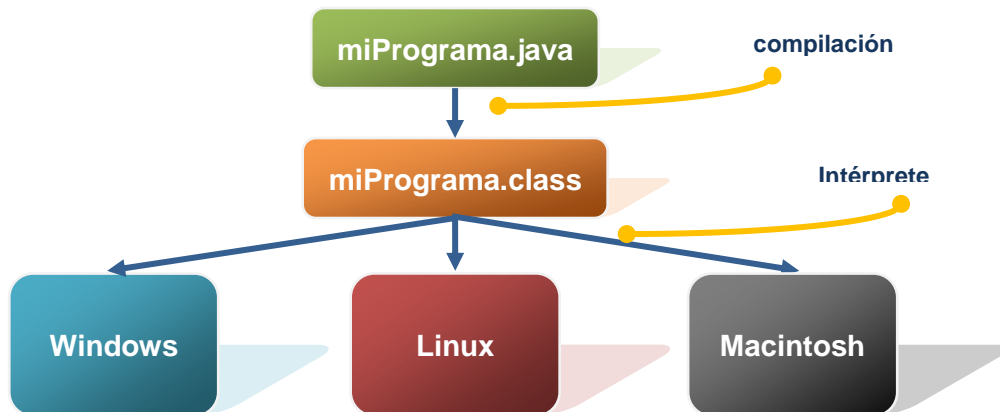 miPrograma.java
compilación
miPrograma.class
Intérprete
Windows
Linux
Macintosh